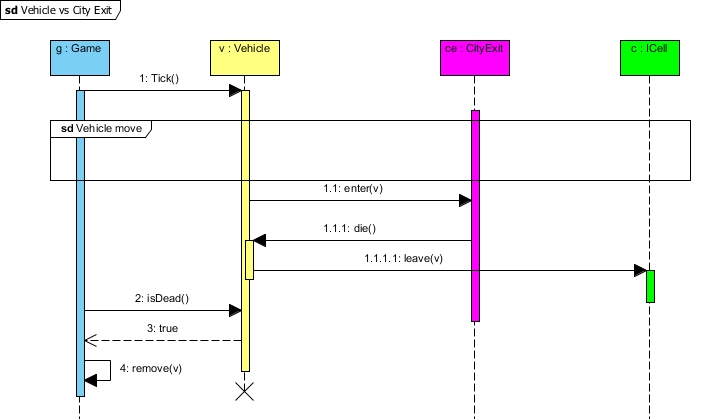 sd Vehicle vs City Exit
g : Game
v : Vehicle
ce : CityExit
c : ICell
1: Tick()
sd Vehicle move
1.1: enter(v)
1.1.1: die()
1.1.1.1: leave(v)
2: isDead()
3: true
4: remove(v)